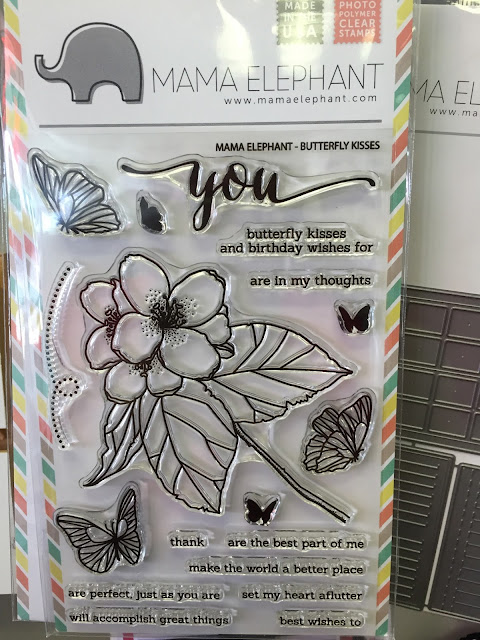 MADE
IN THE
USA
PHOTO
POLYMER
CLEAR
STAMPS
MAMA ELEPHANT
www.mamaelephant.com
MAMA ELEPHANT - BUTTERFLY KISSES
you
butterfly kisses
and birthday wishes for
are in my thoughts
thank
are the best part of me
make the world a better place
are perfect, just as you are
set my heart aflutter
will accomplish great things
best wishes to
MA EL
www.ma